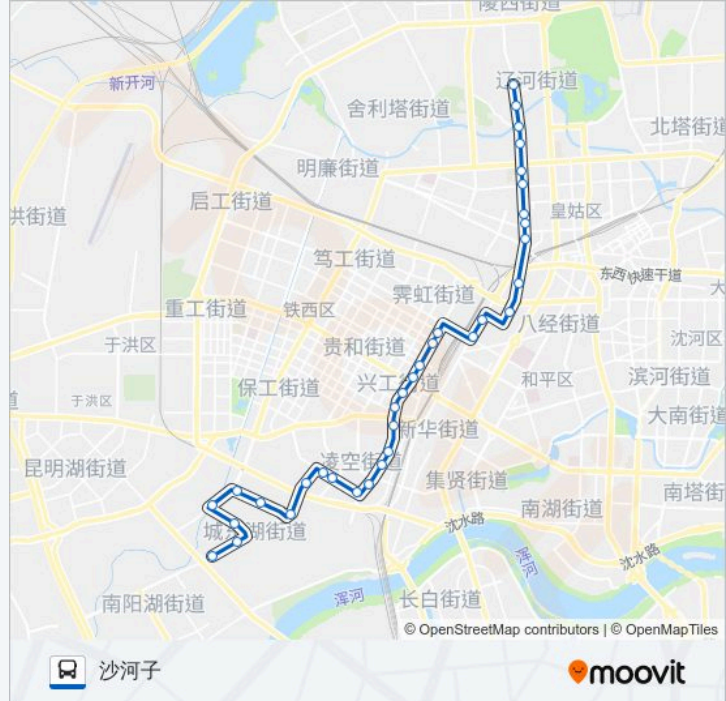 陵西街道
新开河
辽河街道
舍利塔街道
北塔街道
明廉街道
洪街道
启工街道
皇姑区
笃工街道
东西快速干道
大
霁虹街道
重工街道
铁西区
八经街道
于洪区
贵和街道
沈河区
保工街道
兴工街道
和平区
滨河街道
道
于洪区
大南街道
新华街道
昆明湖街道
凌空街道
集贤街道
南塔街
南湖街道
沈水路
街道
浑河
沈水路
南阳湖街道
浑河
长白街道
© OpenStreetMap contributors | © OpenMapTiles
沙河子
moovit